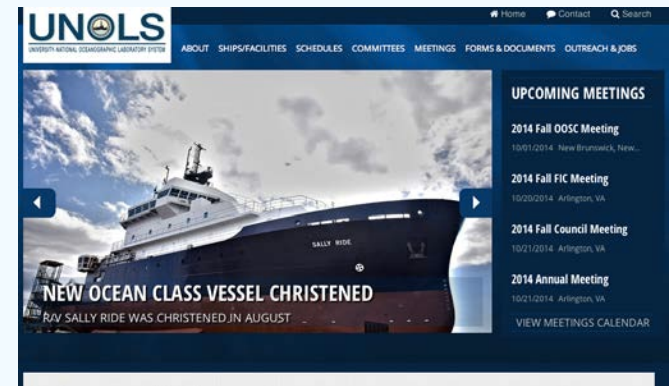 Home Contact Search
UNOLS
UNIVERSITY-NATIONAL OCEANOGRAPHIC LABORATORY SYSTEM
ABOUT SHIPS/FACILITIES SCHEDULES COMMITTEES MEETINGS FORMS & DOCUMENTS OUTREACH & JOBS
SALLY RIDE
NEW OCEAN CLASS VESSEL CHRISTENED
R/V SALLY RIDE WAS CHRISTENED IN AUGUST
UPCOMING MEETINGS
2014 Fall OOSC Meeting
10/01/2014 New Brunswick, New...
2014 Fall FIC Meeting
10/20/2014 Arlington, VA
2014 Fall Council Meeting
10/21/2014 Arlington, VA
2014 Annual Meeting
10/21/2014 Arlington, VA
VIEW MEETINGS CALENDAR